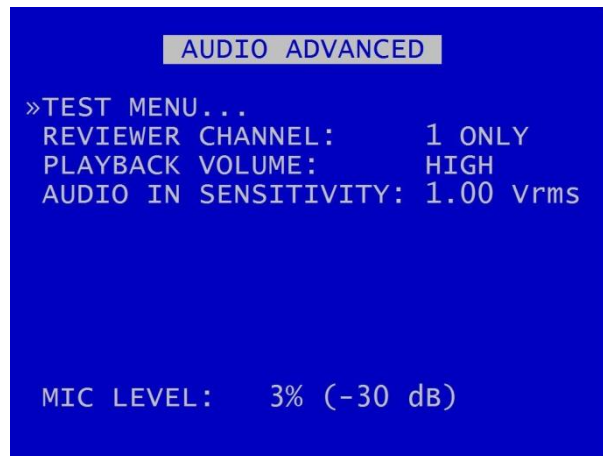 AUDIO ADVANCED
»TEST MENU...
REVIEWER CHANNEL: 1 ONLY
PLAYBACK VOLUME: HIGH
AUDIO IN SENSITIVITY: 1.00 Vrms
MIC LEVEL: 3% (-30 dB)